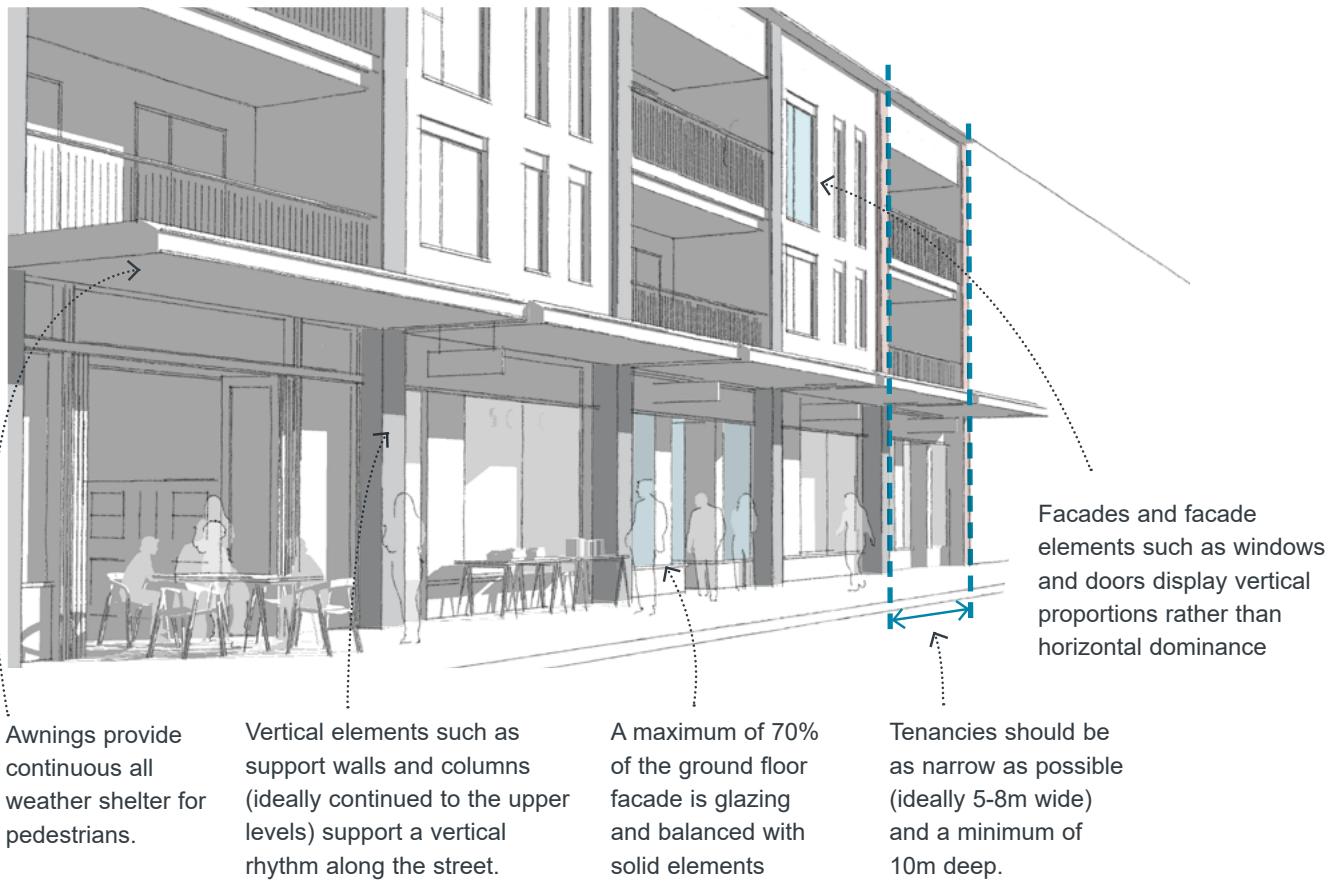 Facades and facade
elements such as windows
and doors display vertical
proportions rather than
horizontal dominance
Awnings provide
continuous all
weather shelter for
pedestrians.
Vertical elements such as
support walls and columns
(ideally continued to the upper
levels) support a vertical
rhythm along the street.
A maximum of 70%
of the ground floor
facade is glazing
and balanced with
solid elements
Tenancies should be
as narrow as possible
(ideally 5-8m wide)
and a minimum of
10m deep.